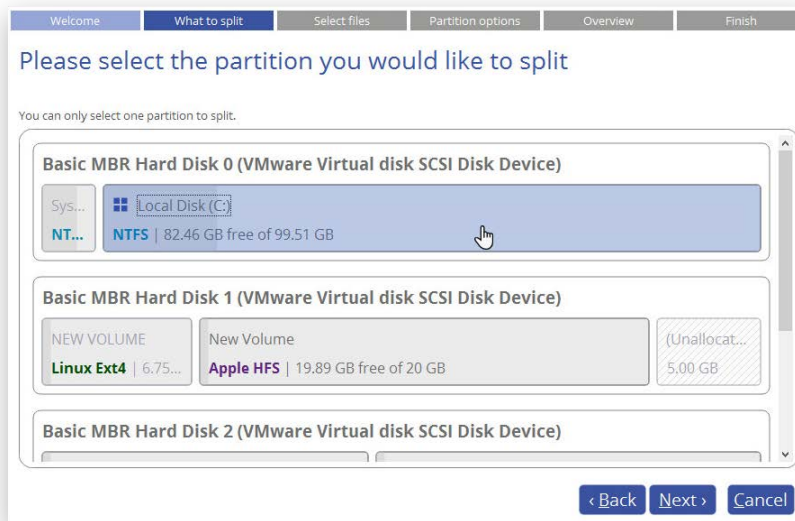 Welcome
What to split
Select files
Partition options
Overview
Finish
Please select the partition you would like to split
You can only select one partition to split.
Basic MBR Hard Disk 0 (VMware Virtual disk SCSI Disk Device)
Sys...
NT...
Local Disk (C:)
NTFS | 82.46 GB free of 99.51 GB
Basic MBR Hard Disk 1 (VMware Virtual disk SCSI Disk Device)
NEW VOLUME
Linux Ext4 | 6.75...
New Volume
Apple HFS | 19.89 GB free of 20 GB
(Unallocat...
5.00 GB
Basic MBR Hard Disk 2 (VMware Virtual disk SCSI Disk Device)
‹ Back
Next ›
Cancel